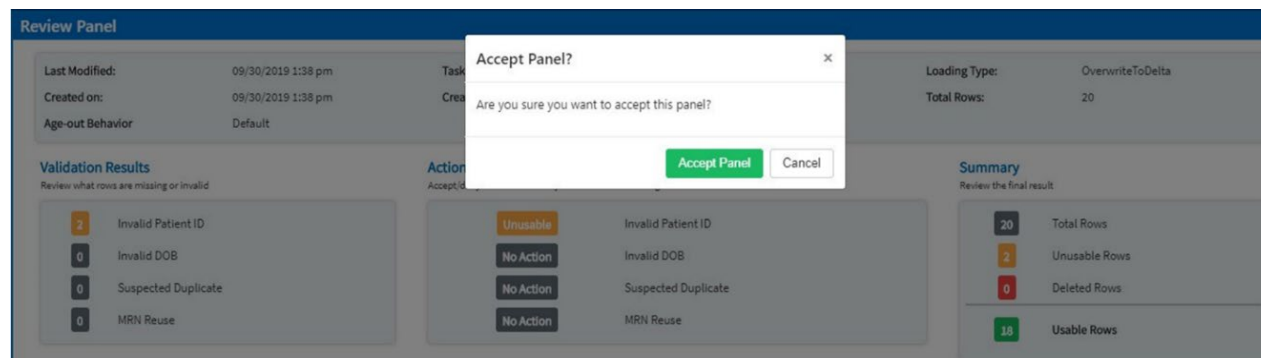 Review Panel
Accept Panel?
×
Are you sure you want to accept this panel?
Accept Panel
Cancel
Last Modified: 09/30/2019 1:38 pm
Created on: 09/30/2019 1:38 pm
Age-out Behavior Default
Loading Type: OverwriteToDelta
Total Rows: 20
Validation Results
Review what rows are missing or invalid
2 Invalid Patient ID
0 Invalid DOB
0 Suspected Duplicate
0 MRN Reuse
Unusable Invalid Patient ID
No Action Invalid DOB
No Action Suspected Duplicate
No Action MRN Reuse
Summary
Review the final result
20 Total Rows
2 Unusable Rows
0 Deleted Rows
18 Usable Rows